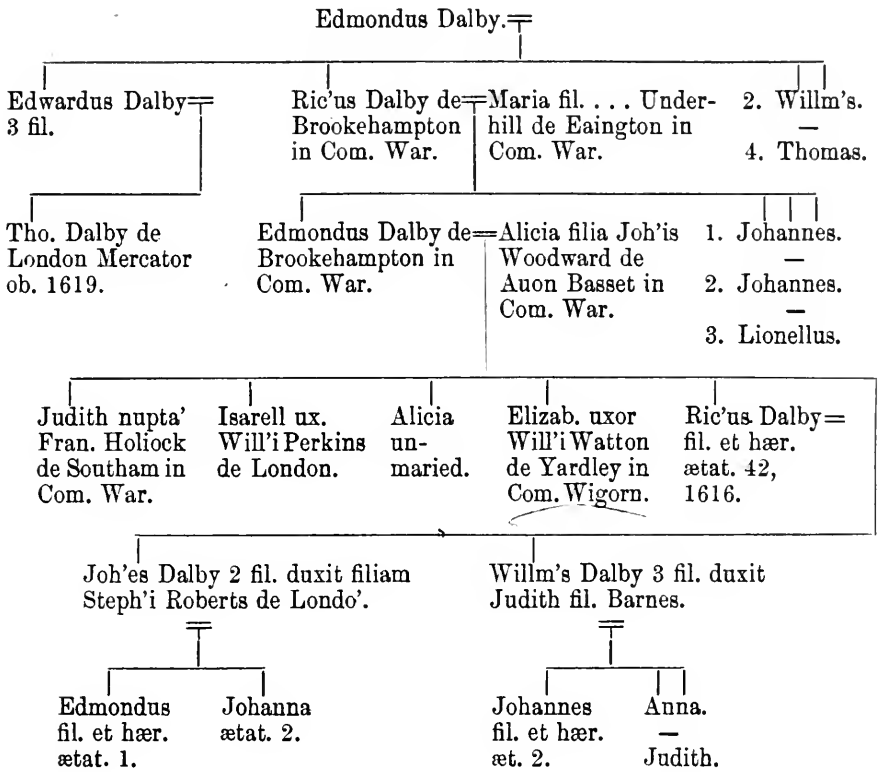 Edmondus Dalby.
Edwardus Dalby
3 fil.
Ric'us Dalby de
Brookehampton
in Com. War.
Maria fil. . . . Under-
hill de Eaington in
Com. War.
2. Willm's.
—
4. Thomas.
Tho. Dalby de
London Mercator
ob. 1619.
Edmondus Dalby de
Brookehampton in
Com. War.
Alicia filia Joh'is
Woodward de
Auon Basset in
Com. War.
1. Johannes.
—
2. Johannes.
—
3. Lionellus.
Judith nupta'
Fran. Holiock
de Southam in
Com. War.
Isarell ux.
Will'i Perkins
de London.
Alicia
un-
maried.
Elizab. uxor
Will'i Watton
de Yardley in
Com. Wigorn.
Ric'us Dalby
fil. et hær.
ætat. 42,
1616.
Joh'es Dalby 2 fil. duxit filiam
Steph'i Roberts de Londo'.
Willm's Dalby 3 fil. duxit
Judith fil. Barnes.
Edmondus
fil. et hær.
ætat. 1.
Johanna
ætat. 2.
Johannes
fil. et hær.
æt. 2.
Anna.
—
Judith.